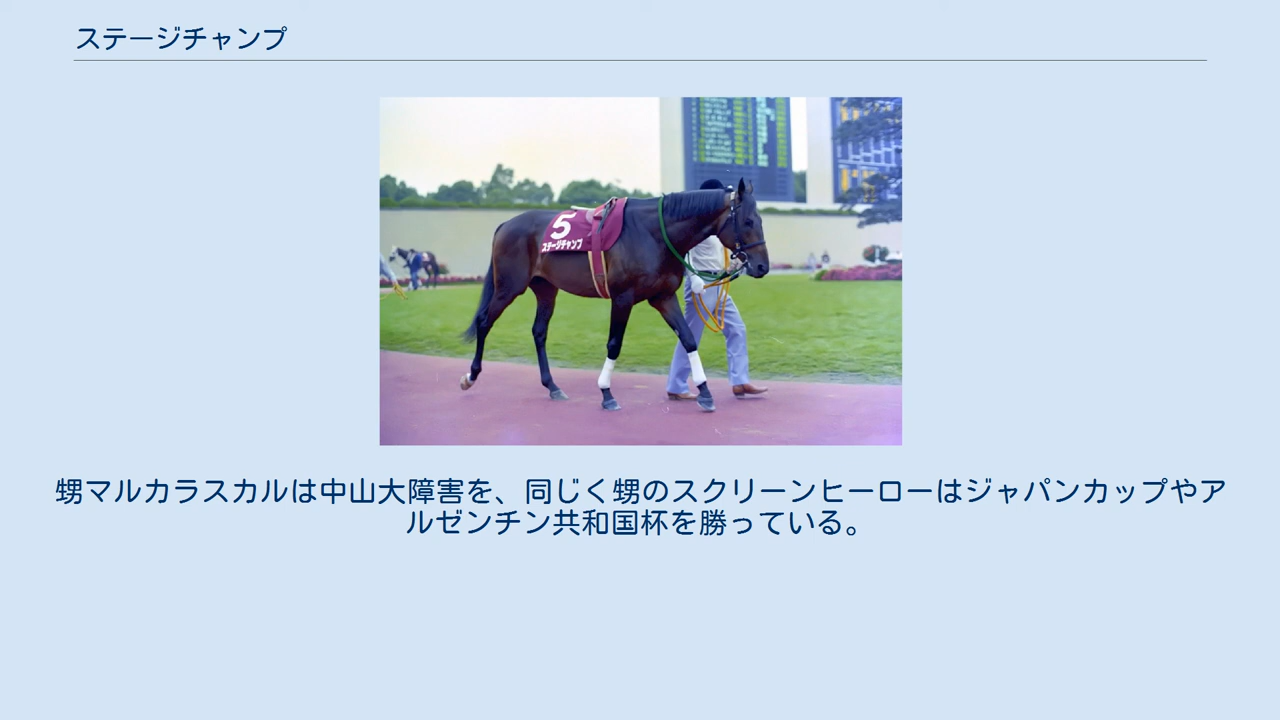 ステージチャンプ
5
ステージチャンプ
甥マルカラスカルは中山大障害を、同じく甥のスクリーンヒーローはジャパンカップやア
ルゼンチン共和国杯を勝っている。